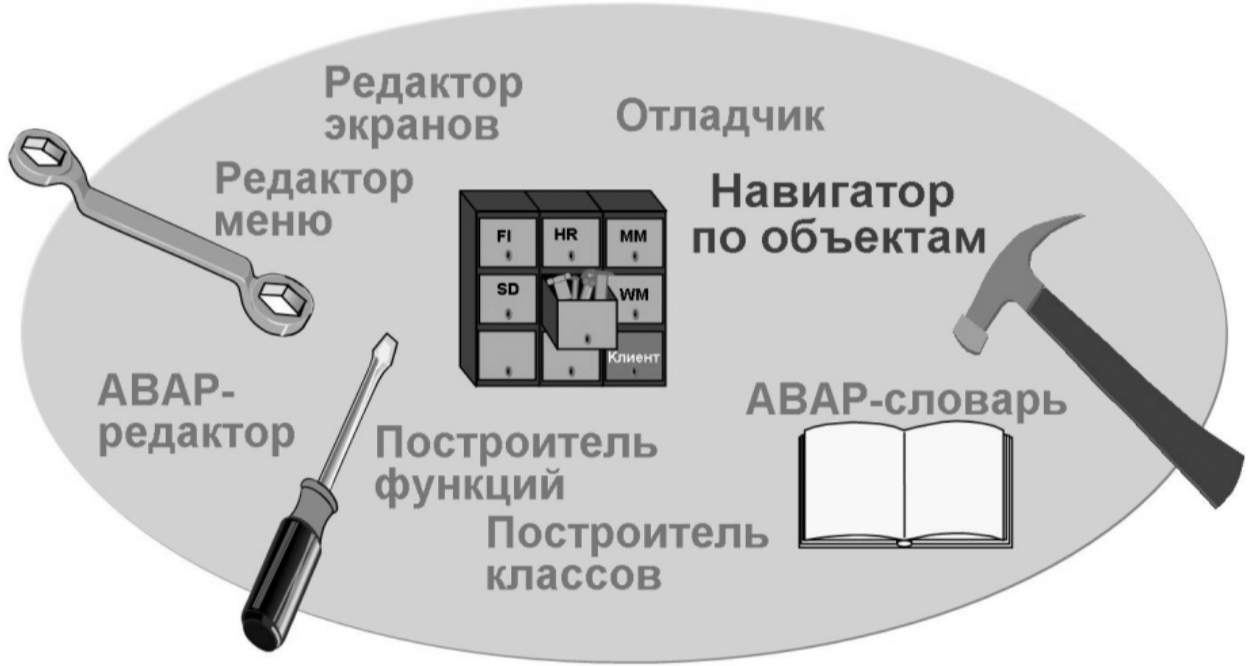 Редактор
экранов
Отладчик
Редактор
меню
Навигатор
по объектам
FI
HR
MM
SD
WM
Клиент
ABAP-
редактор
ABAP-словарь
Построитель
функций
Построитель
классов